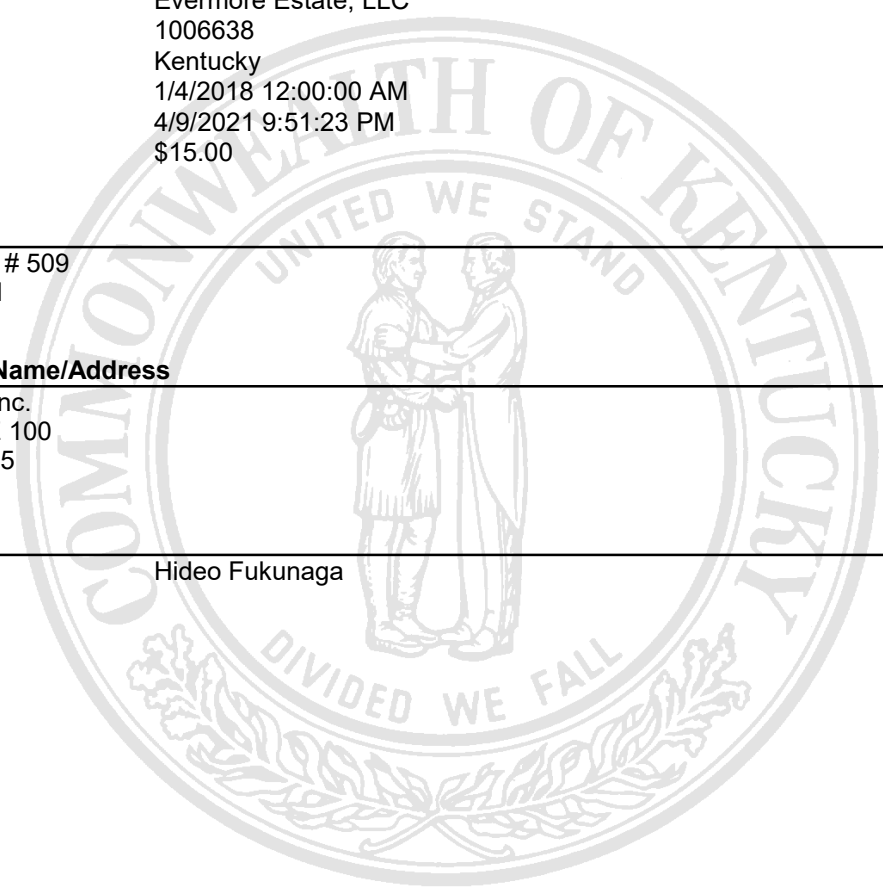 Evermore Estate, LLC
1006638
Kentucky
1/4/2018 12:00:00 AM
4/9/2021 9:51:23 PM
$15.00
# 509
Name/Address
nc.
100
5
Hideo Fukunaga
COMMONWEALTH OF KENTUCKY
UNITED WE STAND
DIVIDED WE FALL